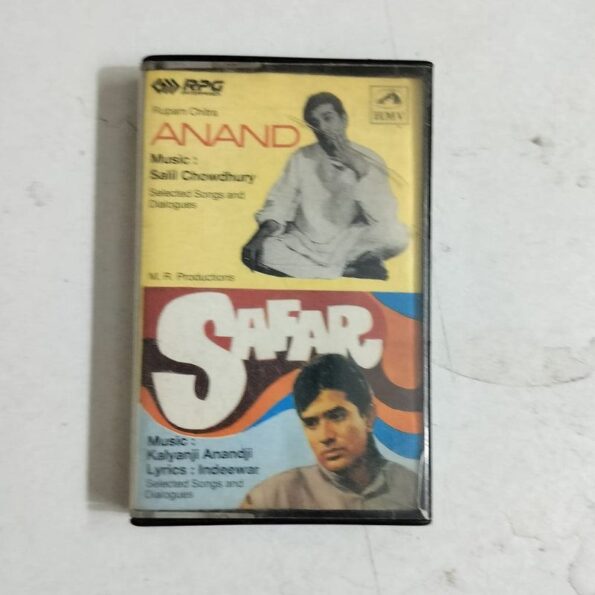 RPG
ENTERPRISES
HMV
Rupam Chitra
ANAND
Music :
Salil Chowdhury
Selected Songs and
Dialogues
M. R. Productions
SAFAR
Music :
Kalyanji Anandji
Lyrics : Indeewar
Selected Songs and
Dialogues